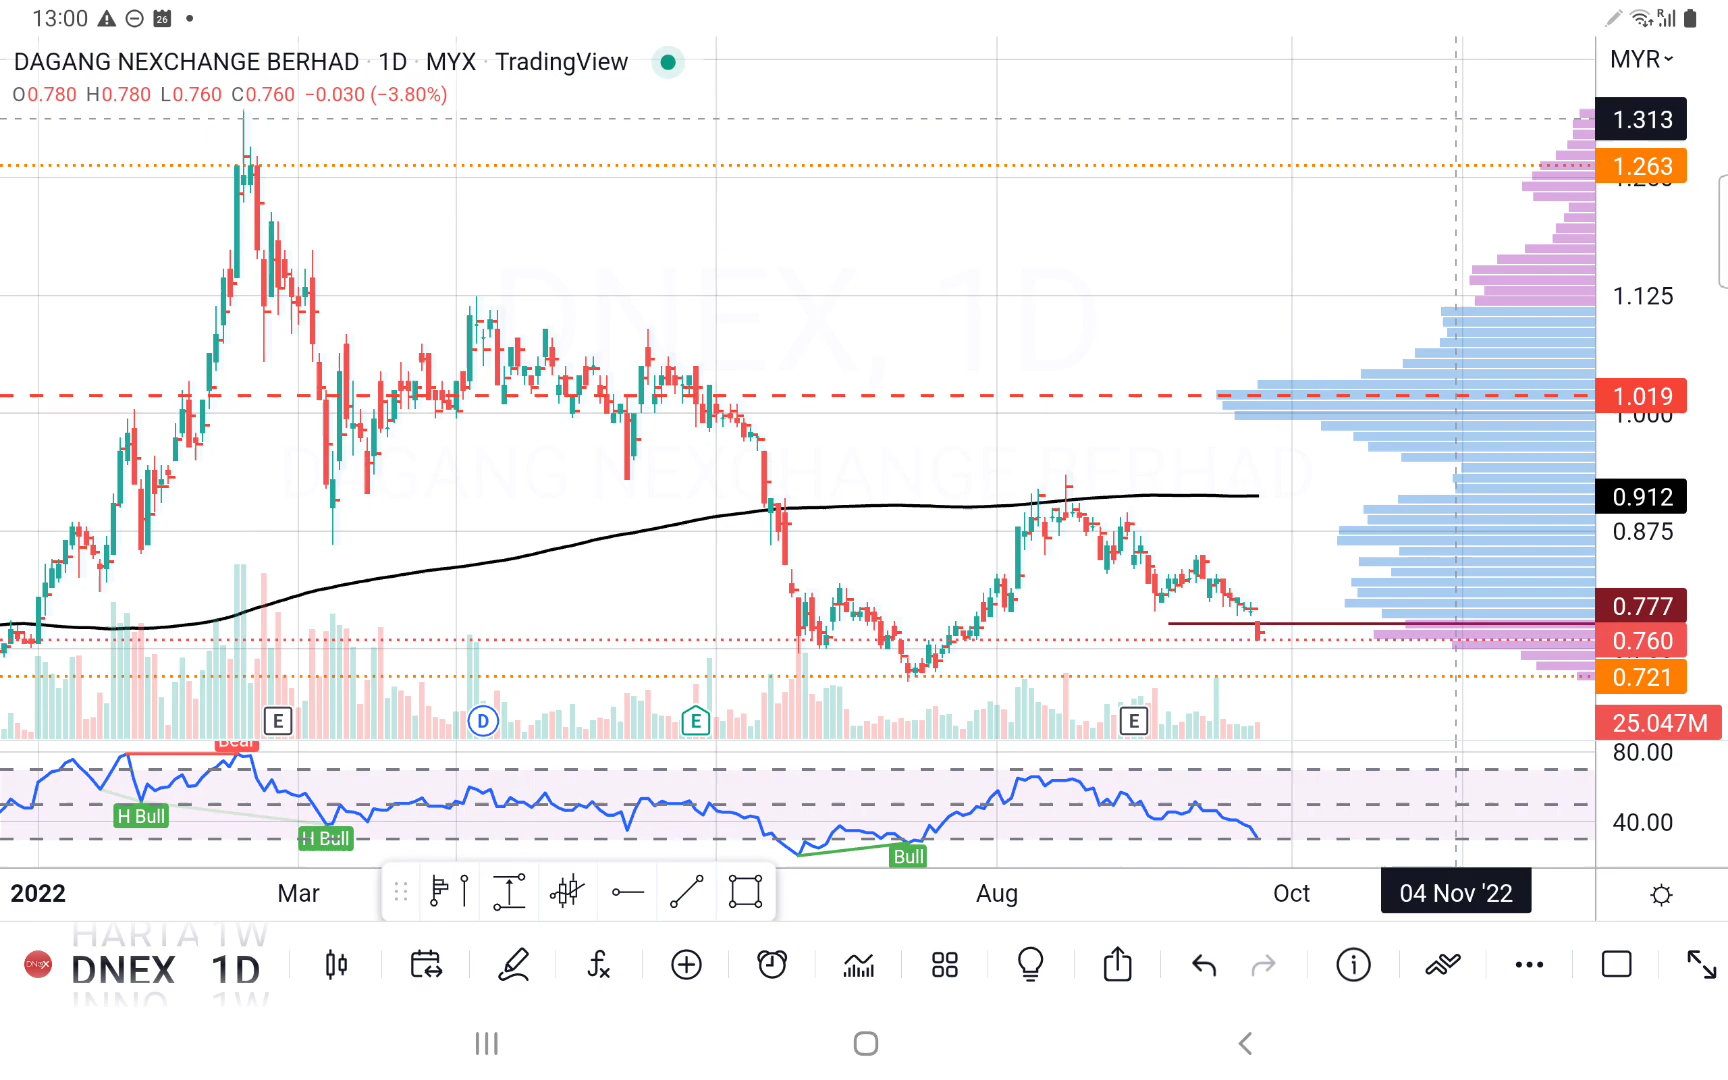 13:00
26
R
DAGANG NEXCHANGE BERHAD · 1D · MYX · TradingView
MYR
O0.780 H0.780 L0.760 C0.760 −0.030 (−3.80%)
1.313
1.263
DNEX, 1D
1.125
1.019
1.000
DAGANG NEXCHANGE BERHAD
0.912
0.875
0.777
0.760
0.721
E
D
E
E
25.047M
Bear
80.00
H Bull
H Bull
40.00
Bull
2022
Mar
Aug
Oct
04 Nov '22
HARTA 1W
DNeX
DNEX 1D
INNO 1W